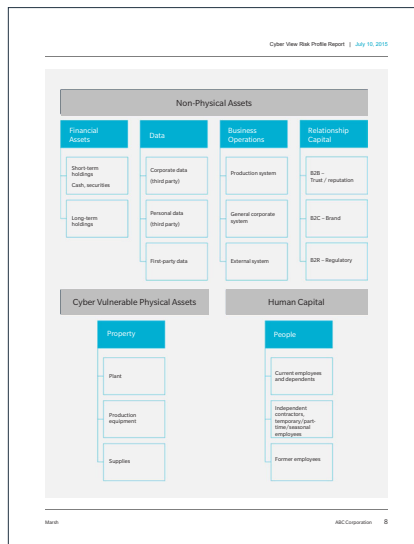 Cyber View Risk Profile Report | July 10, 2015
Non-Physical Assets
Financial
Assets
Short-term
holdings
Cash, securities
Long-term
holdings
Data
Corporate data
(third party)
Personal data
(third party)
First-party data
Business
Operations
Production system
General corporate
system
External system
Relationship
Capital
B2B –
Trust / reputation
B2C – Brand
B2R – Regulatory
Cyber Vulnerable Physical Assets
Property
Plant
Production
equipment
Supplies
Human Capital
People
Current employees
and dependents
Independent
contractors,
temporary/part-
time/seasonal
employees
Former employees
Marsh
ABC Corporation 8